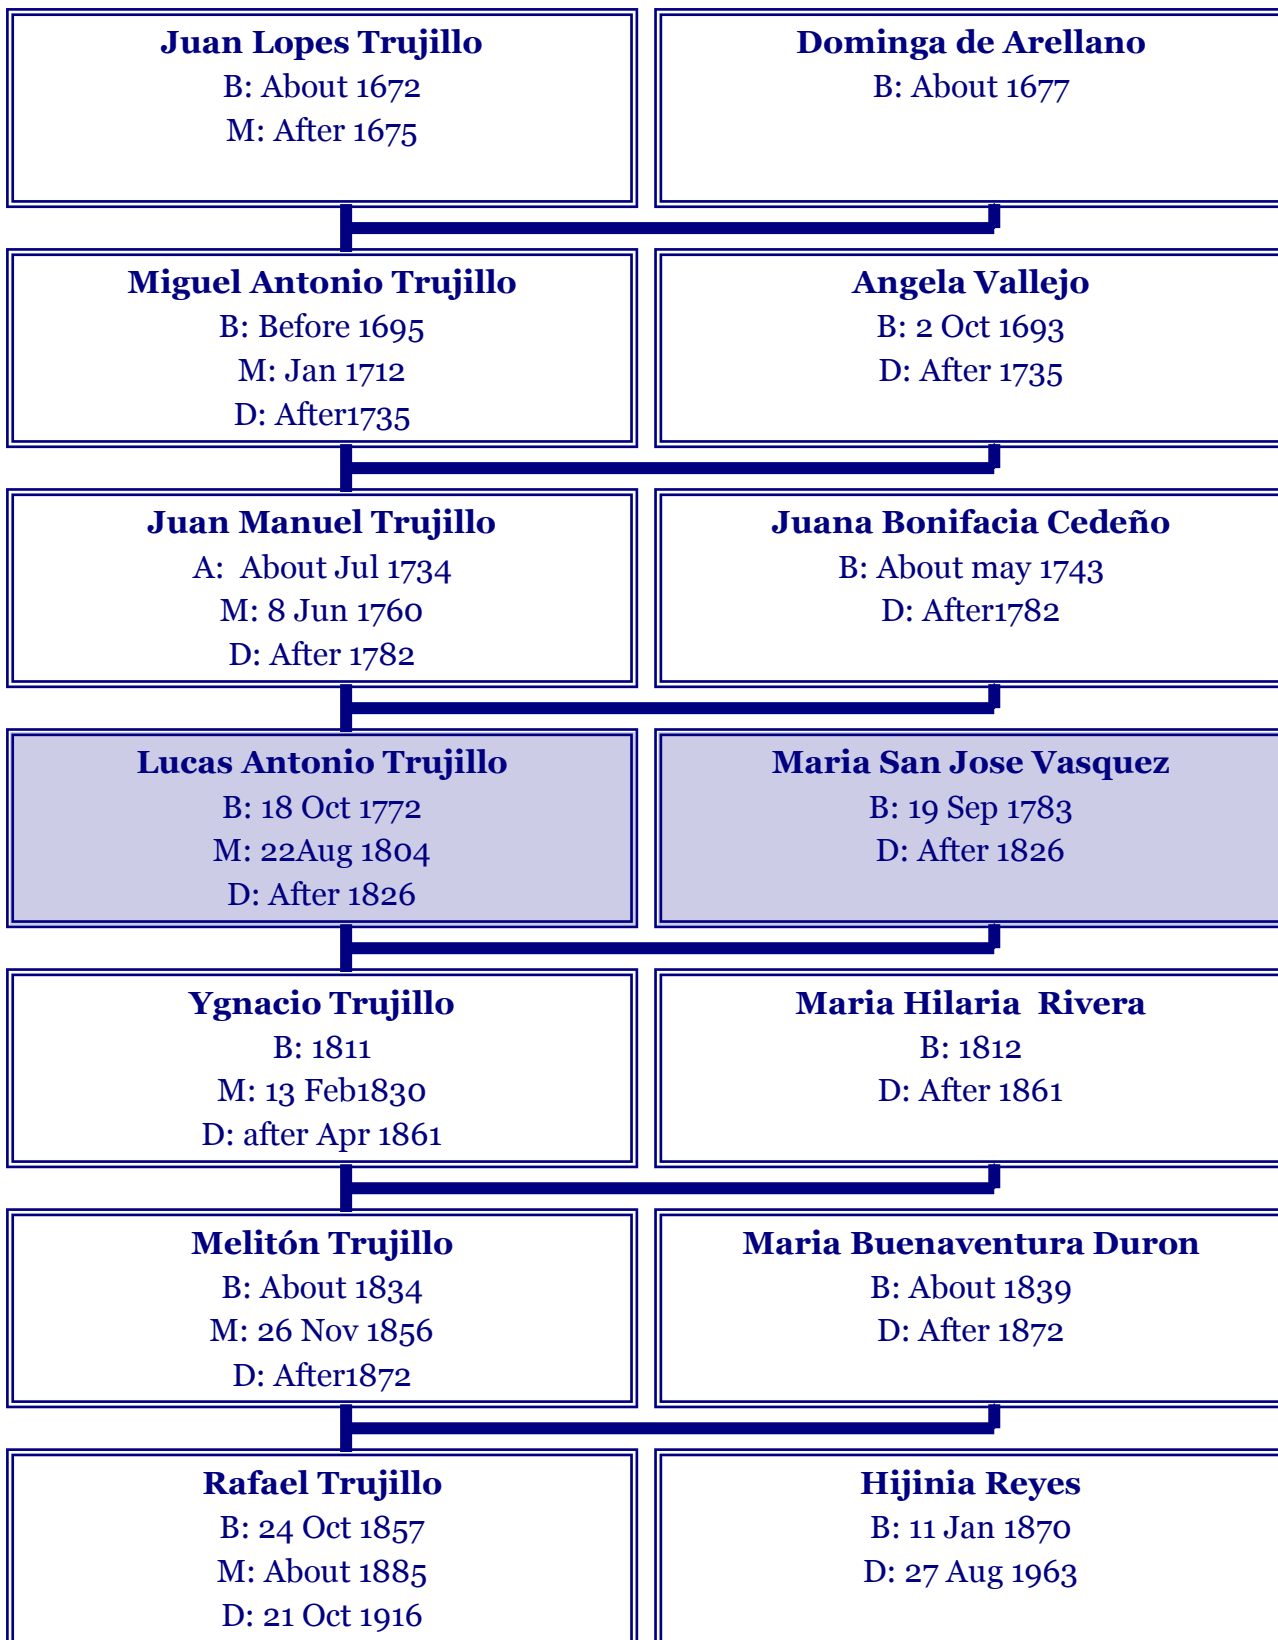 Juan Lopes Trujillo
B: About 1672
M: After 1675
Dominga de Arellano
B: About 1677
Miguel Antonio Trujillo
B: Before 1695
M: Jan 1712
D: After1735
Angela Vallejo
B: 2 Oct 1693
D: After 1735
Juan Manuel Trujillo
A:  About Jul 1734
M: 8 Jun 1760
D: After 1782
Juana Bonifacia Cedeño
B: About may 1743
D: After1782
Lucas Antonio Trujillo
B: 18 Oct 1772
M: 22Aug 1804
D: After 1826
Maria San Jose Vasquez
B: 19 Sep 1783
D: After 1826
Ygnacio Trujillo
B: 1811
M: 13 Feb1830
D: after Apr 1861
Maria Hilaria  Rivera
B: 1812
D: After 1861
Melitón Trujillo
B: About 1834
M: 26 Nov 1856
D: After1872
Maria Buenaventura Duron
B: About 1839
D: After 1872
Rafael Trujillo
B: 24 Oct 1857
M: About 1885
D: 21 Oct 1916
Hijinia Reyes
B: 11 Jan 1870
D: 27 Aug 1963